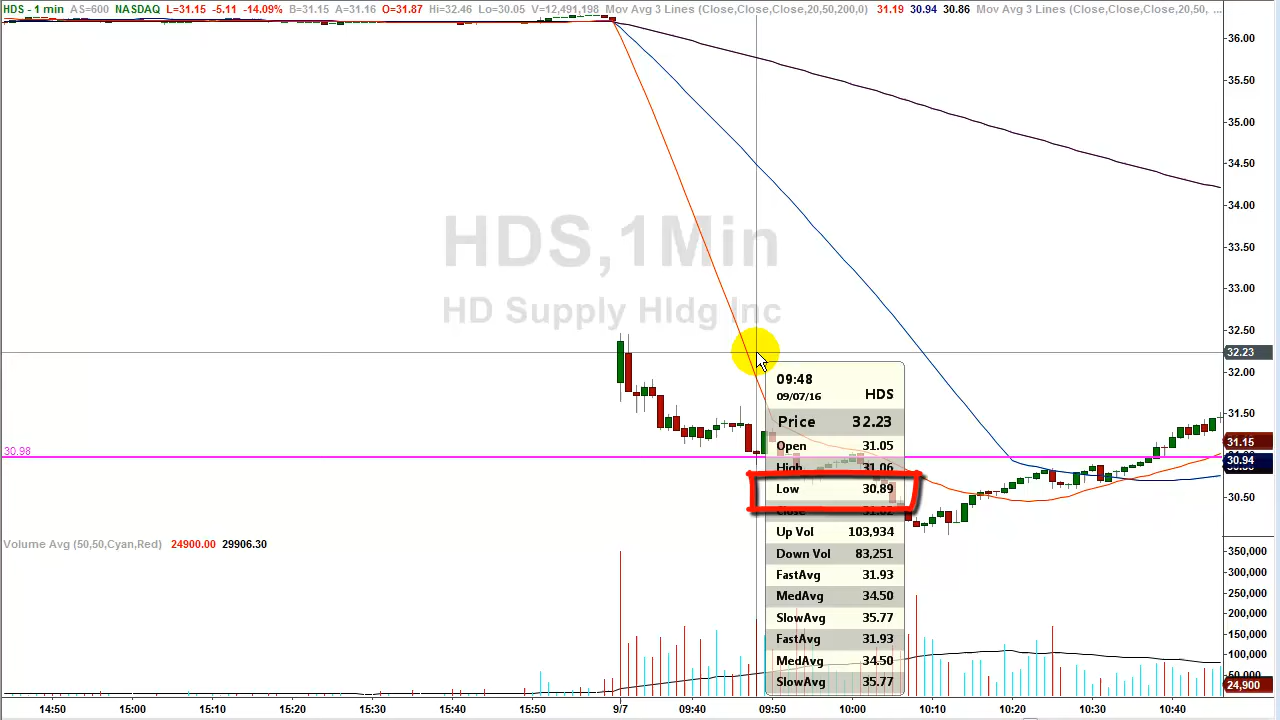 HDS - 1 min AS=600 NASDAQ L=31.15 -5.11 -14.09% B=31.15 A=31.16 O=31.87 Hi=32.46 Lo=30.05 V=12,491,198 Mov Avg 3 Lines (Close,Close,Close,20,50,200,0) 31.19 30.94 30.86 Mov Avg 3 Lines (Close,Close,Close,20,50, ...
36.00
35.50
35.00
34.50
34.00
33.50
HDS,1Min
33.00
HD Supply Hldg Inc
32.50
32.23
32.00
09:48
09/07/16 HDS
Price 32.23
31.50
Open 31.05
31.15
30.98
30.94
High 31.06
Low 30.89
30.50
Close 31.02
Up Vol 103,934
Down Vol 83,251
Volume Avg (50,50,Cyan,Red) 24900.00 29906.30
350,000
300,000
FastAvg 31.93
MedAvg 34.50
250,000
SlowAvg 35.77
200,000
FastAvg 31.93
150,000
MedAvg 34.50
100,000
SlowAvg 35.77
24,900
14:50 15:00 15:10 15:20 15:30 15:40 15:50 9/7 09:40 09:50 10:00 10:10 10:20 10:30 10:40